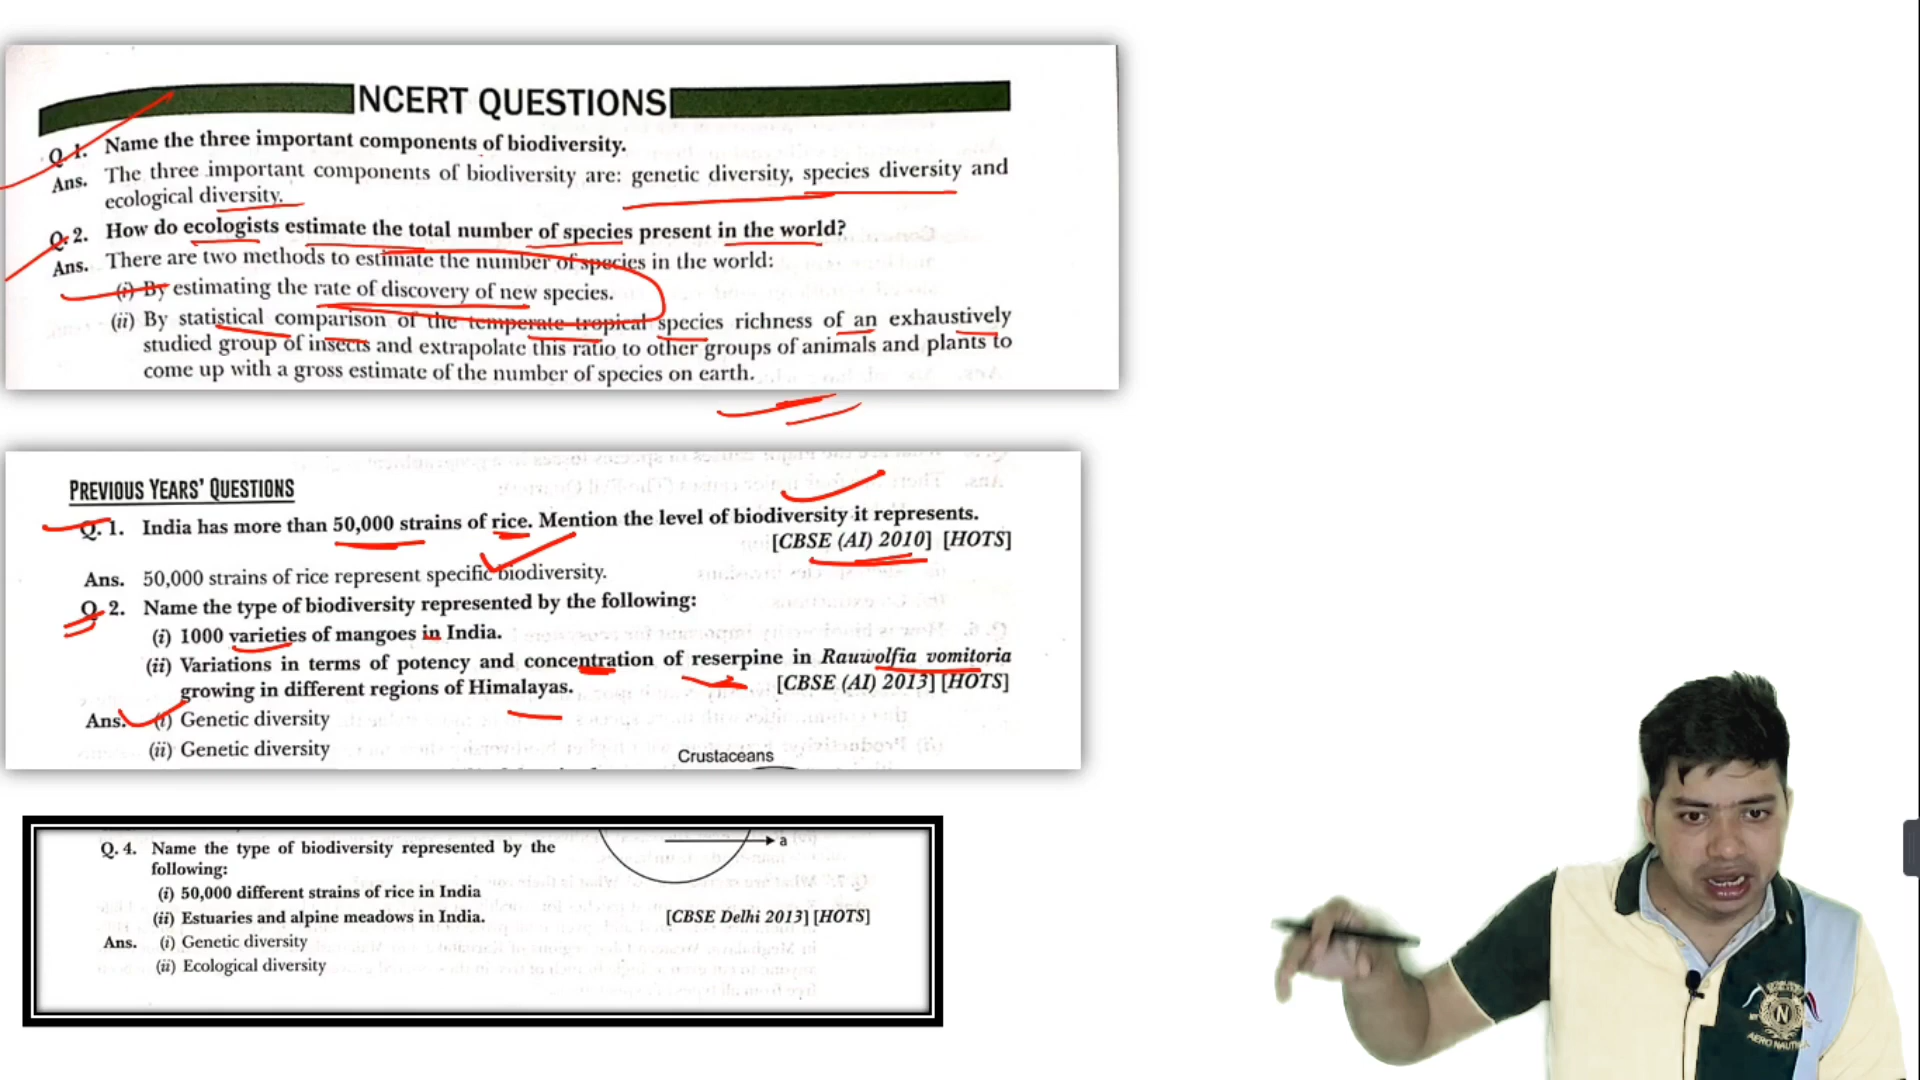 NCERT QUESTIONS
Q. 1. Name the three important components of biodiversity.
Ans. The three important components of biodiversity are: genetic diversity, species diversity and
ecological diversity.
Q. 2. How do ecologists estimate the total number of species present in the world?
Ans. There are two methods to estimate the number of species in the world:
(i) By estimating the rate of discovery of new species.
(ii) By statistical comparison of the temperate tropical species richness of an exhaustively
studied group of insects and extrapolate this ratio to other groups of animals and plants to
come up with a gross estimate of the number of species on earth.
PREVIOUS YEARS' QUESTIONS
Q. 1. India has more than 50,000 strains of rice. Mention the level of biodiversity it represents.
[CBSE (AI) 2010] [HOTS]
Ans. 50,000 strains of rice represent specific biodiversity.
Q. 2. Name the type of biodiversity represented by the following:
(i) 1000 varieties of mangoes in India.
(ii) Variations in terms of potency and concentration of reserpine in Rauwolfia vomitoria
growing in different regions of Himalayas. [CBSE (AI) 2013] [HOTS]
Ans. (i) Genetic diversity
(ii) Genetic diversity
Crustaceans
a
Q. 4. Name the type of biodiversity represented by the
following:
(i) 50,000 different strains of rice in India
(ii) Estuaries and alpine meadows in India. [CBSE Delhi 2013] [HOTS]
Ans. (i) Genetic diversity
(ii) Ecological diversity
N
AERO NAUTI